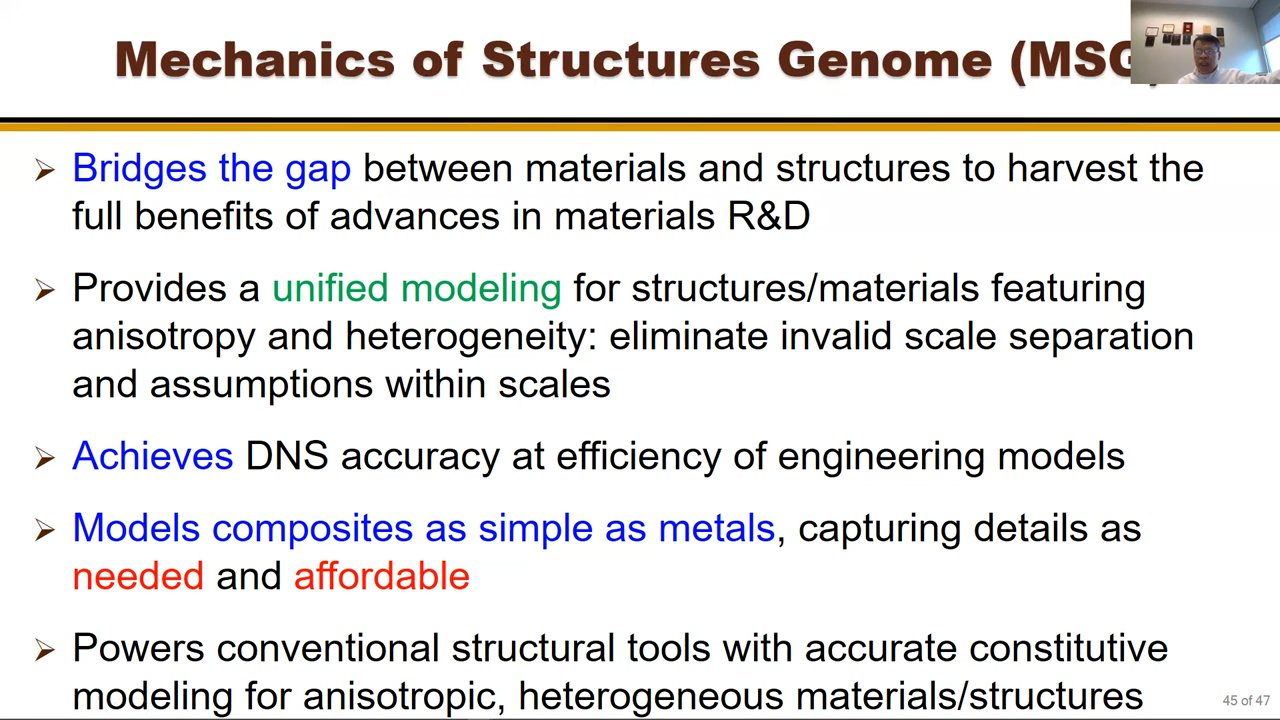 Mechanics of Structures Genome (MSG
Bridges the gap between materials and structures to harvest the
full benefits of advances in materials R&D
Provides a unified modeling for structures/materials featuring
anisotropy and heterogeneity: eliminate invalid scale separation
and assumptions within scales
Achieves DNS accuracy at efficiency of engineering models
Models composites as simple as metals, capturing details as
needed and affordable
Powers conventional structural tools with accurate constitutive
modeling for anisotropic, heterogeneous materials/structures
45 of 47